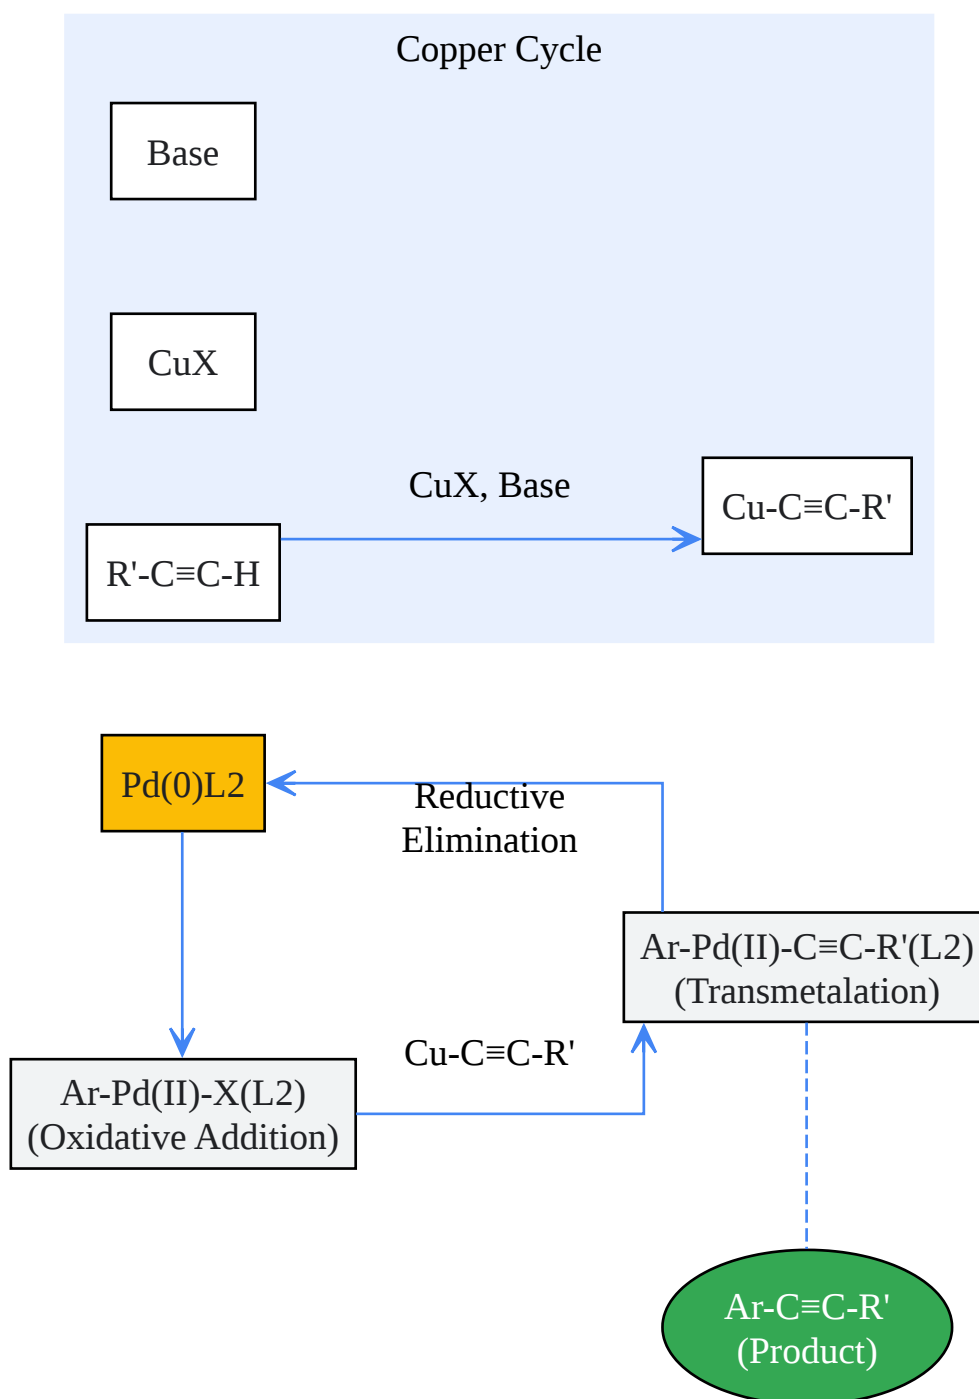 Copper Cycle
Base
CuX
CuX, Base
Cu-C≡C-R'
R'-C≡C-H
Pd(0)L2
Reductive
Elimination
Ar-Pd(II)-C≡C-R'(L2)
(Transmetalation)
Cu-C≡C-R'
Ar-Pd(II)-X(L2)
(Oxidative Addition)
Ar-C≡C-R'
(Product)